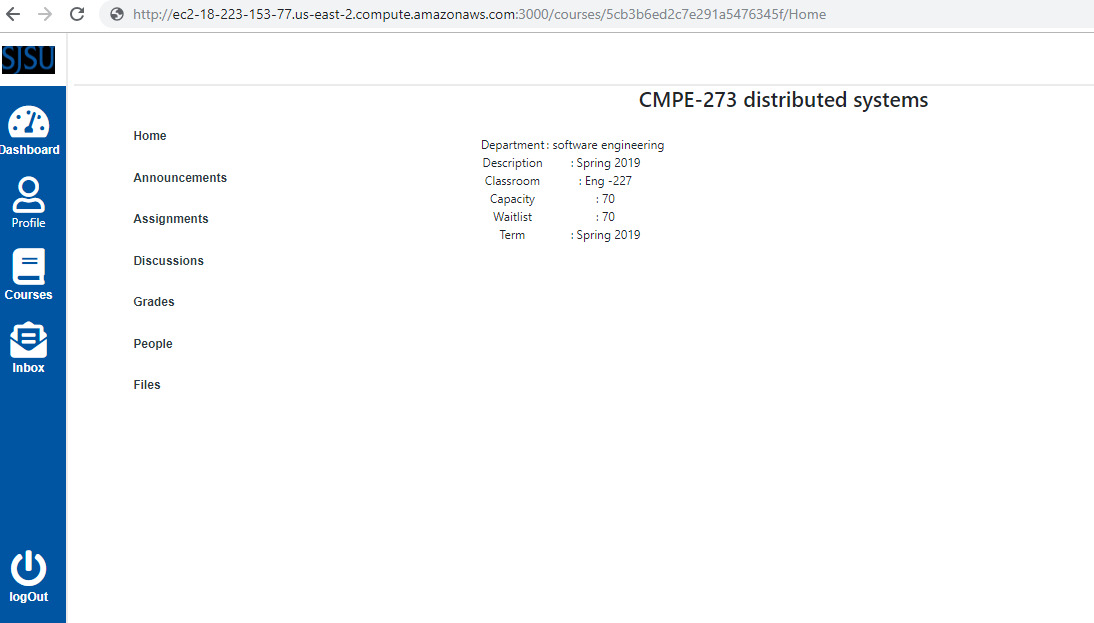 http://ec2-18-223-153-77.us-east-2.compute.amazonaws.com:3000/courses/5cb3b6ed2c7e291a5476345f/Home
SJSU
Dashboard
Profile
Courses
Inbox
logOut
Home
Announcements
Assignments
Discussions
Grades
People
Files
CMPE-273 distributed systems
Department : software engineering
Description : Spring 2019
Classroom : Eng -227
Capacity : 70
Waitlist : 70
Term : Spring 2019